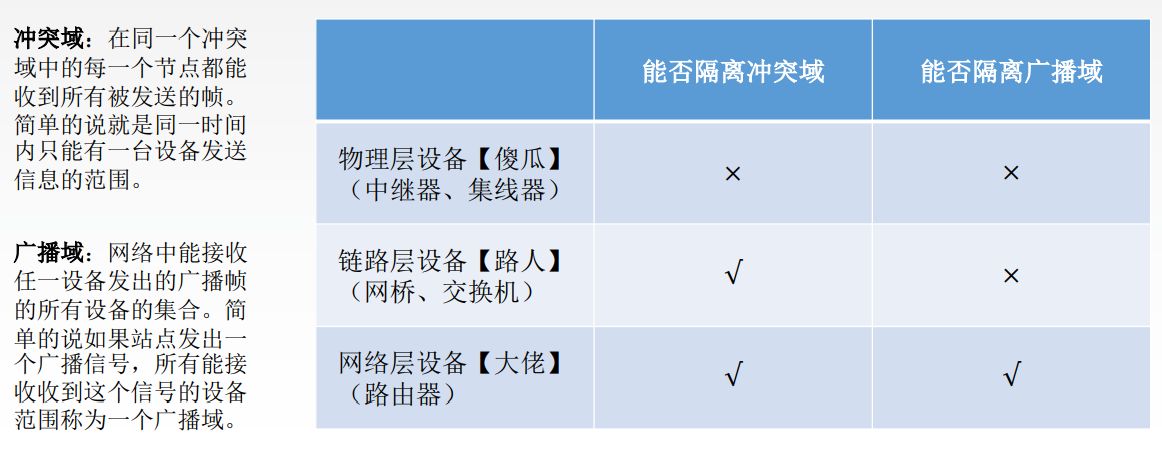 冲突域：在同一个冲突
域中的每一个节点都能
收到所有被发送的帧。
简单的说就是同一时间
内只能有一台设备发送
信息的范围。
广播域：网络中能接收
任一设备发出的广播帧
的所有设备的集合。简
单的说如果站点发出一
个广播信号，所有能接
收收到这个信号的设备
范围称为一个广播域。
能否隔离冲突域 能否隔离广播域
物理层设备【傻瓜】
（中继器、集线器）
× ×
链路层设备【路人】
（网桥、交换机）
√ ×
网络层设备【大佬】
（路由器）
√ √